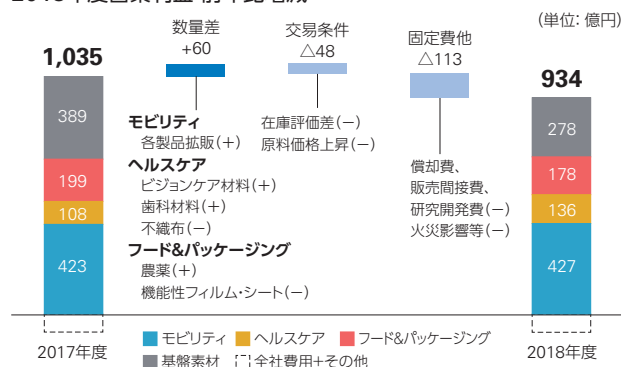 (単位: 億円)
1,035
389
199
108
423
2017年度
数量差
+60
モビリティ
各製品拡販(+)
ヘルスケア
ビジョンケア材料(+)
歯科材料(+)
不織布(−)
フード&パッケージング
農薬(+)
機能性フィルム・シート(−)
交易条件
△48
在庫評価差(−)
原料価格上昇(−)
固定費他
△113
償却費、
販売間接費、
研究開発費(−)
火災影響等(−)
934
278
178
136
427
2018年度
モビリティ ヘルスケア フード&パッケージング
基盤素材 全社費用+その他